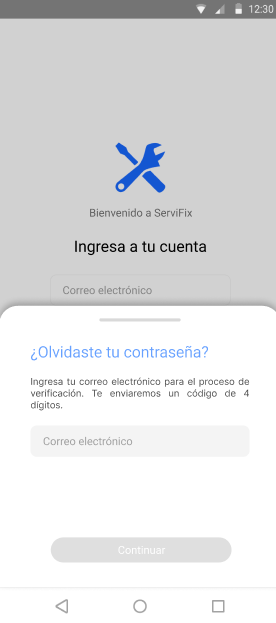 12:30
Bienvenido a ServiFix
Ingresa a tu cuenta
Correo electrónico
¿Olvidaste tu contraseña?
Ingresa tu correo electrónico para el proceso de
verificación. Te enviaremos un código de 4
dígitos.
Correo electrónico
Continuar